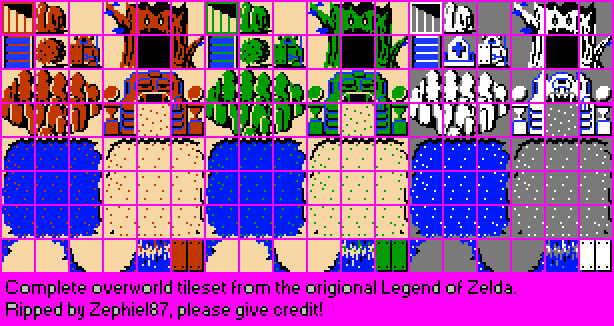 Complete overworld tileset from the origional Legend of Zelda.
Ripped by Zephiel87, please give credit!